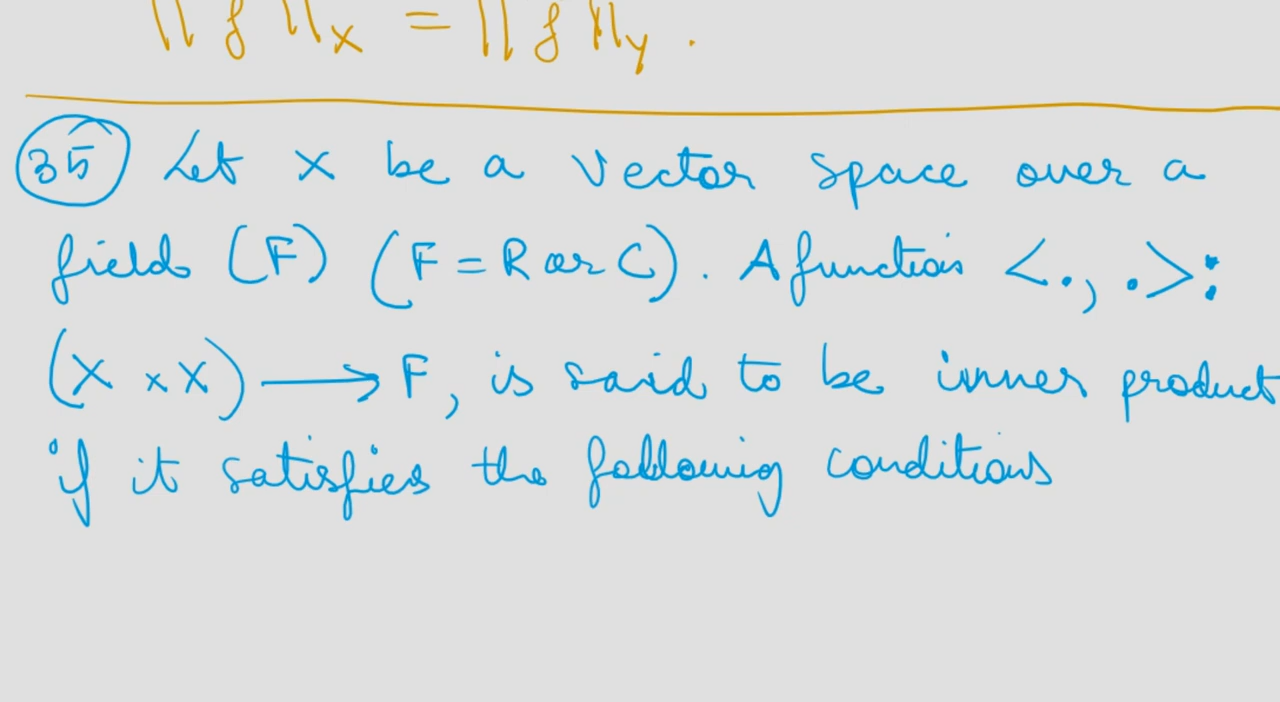 ||f||x = ||f||y .
(35) Let X be a vector space over a
field (F) (F = R or C). A function <., .>:
(X × X) ⟶ F, is said to be inner product
if it satisfies the following conditions